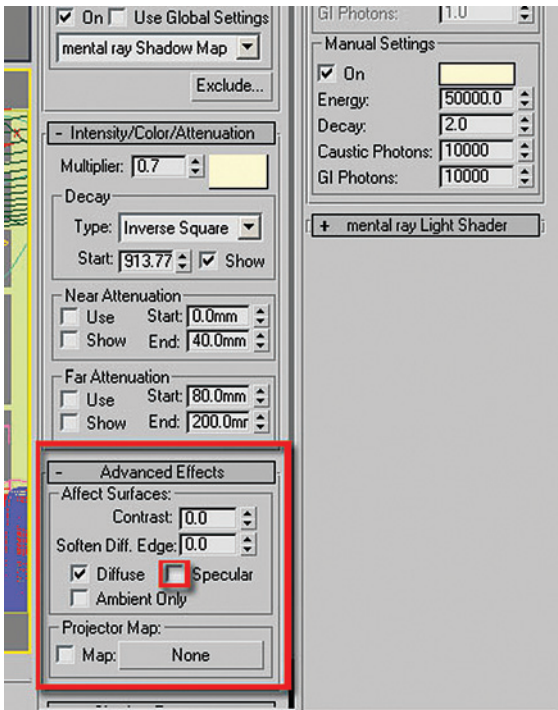 On Use Global Settings
mental ray Shadow Map
Exclude...
- Intensity/Color/Attenuation
Multiplier: 0.7
Decay
Type: Inverse Square
Start: 913.77 Show
Near Attenuation
Use Start: 0.0mm
Show End: 40.0mm
Far Attenuation
Use Start: 80.0mm
Show End: 200.0mr
- Advanced Effects
Affect Surfaces:
Contrast: 0.0
Soften Diff. Edge: 0.0
Diffuse Specular
Ambient Only
Projector Map:
Map: None
GI Photons: 1.0
Manual Settings
On
Energy: 50000.0
Decay: 2.0
Caustic Photons: 10000
GI Photons: 10000
+ mental ray Light Shader